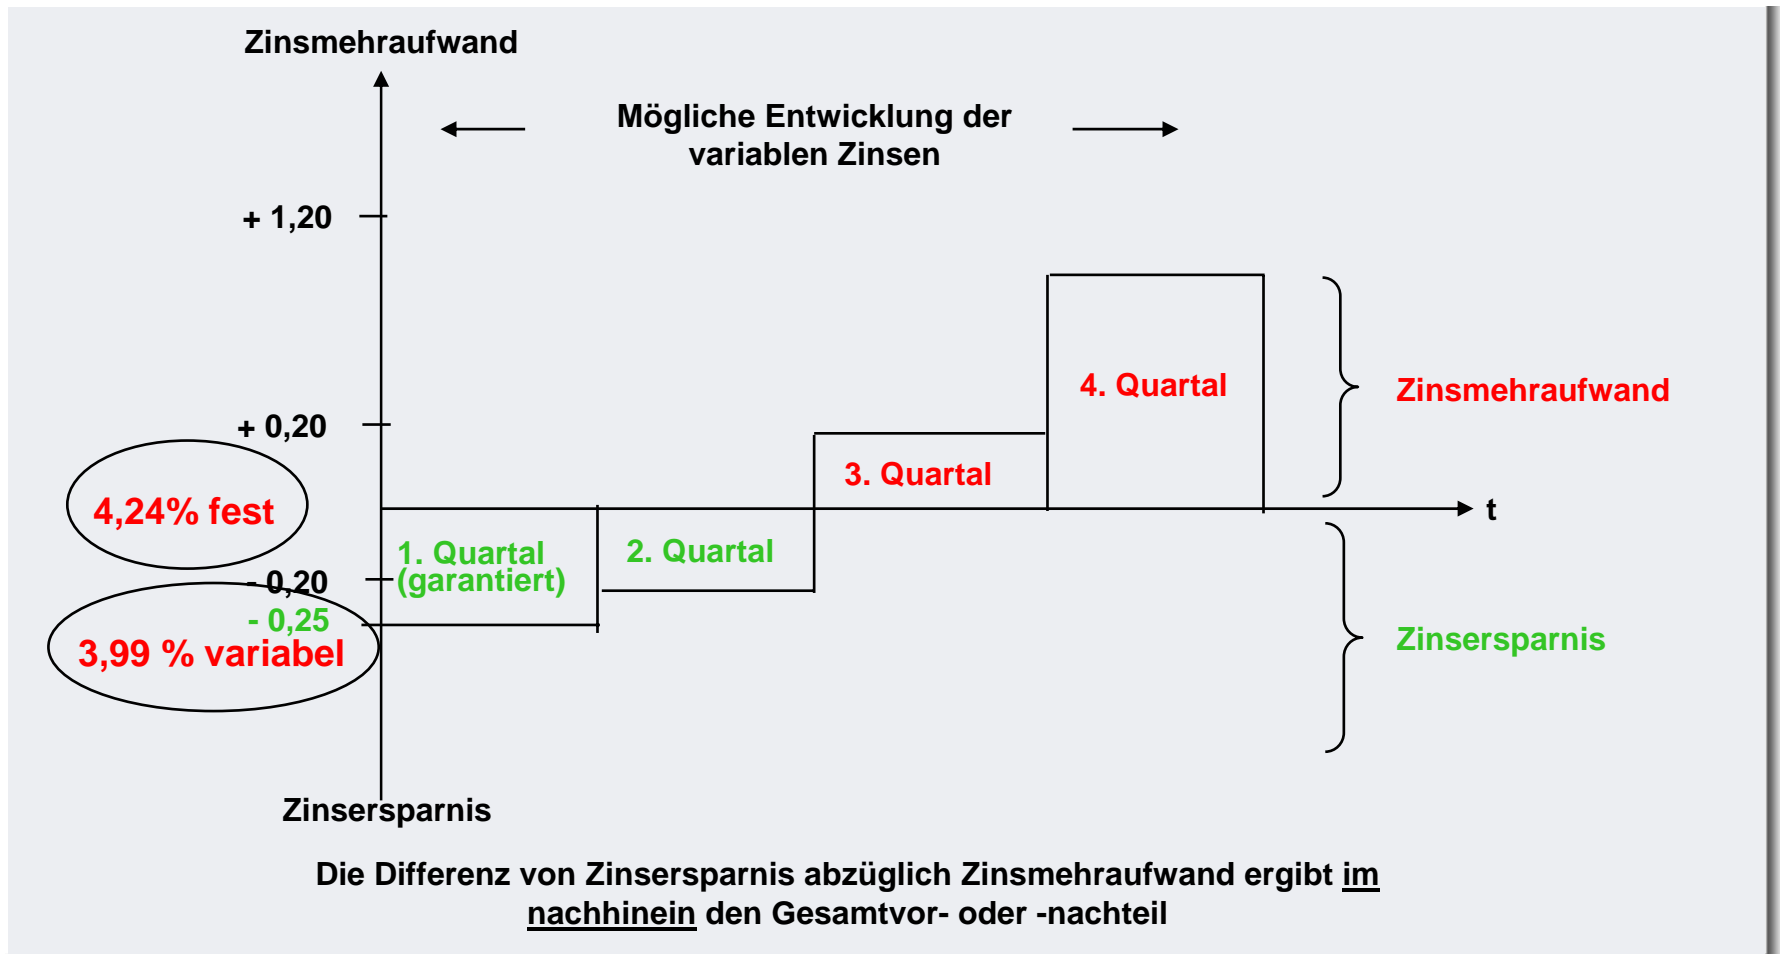 Zinsmehraufwand
Mögliche Entwicklung der
variablen Zinsen
+ 1,20
4. Quartal
Zinsmehraufwand
+ 0,20
3. Quartal
4,24% fest
t
1. Quartal
(garantiert)
2. Quartal
- 0,20
- 0,25
3,99 % variabel
Zinsersparnis
Zinsersparnis
Die Differenz von Zinsersparnis abzüglich Zinsmehraufwand ergibt im
nachhinein den Gesamtvor- oder -nachteil